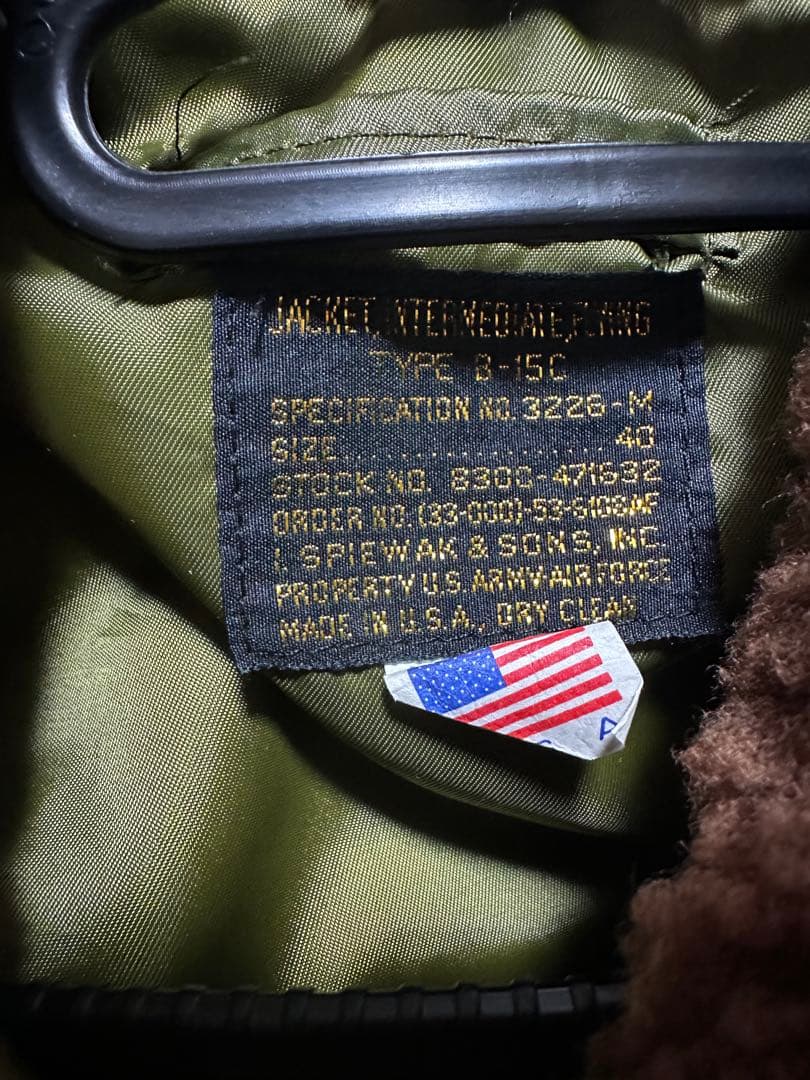 JACKET, INTERMEDIATE, FLYING
TYPE B-15C
SPECIFICATION NO. 3226-M
SIZE .................... 40
STOCK NO. 8300-471632
ORDER NO. (33-000)-53-6108AF
I. SPIEWAK & SONS, INC.
PROPERTY U.S. ARMY AIR FORCE
MADE IN U.S.A., DRY CLEAN
A